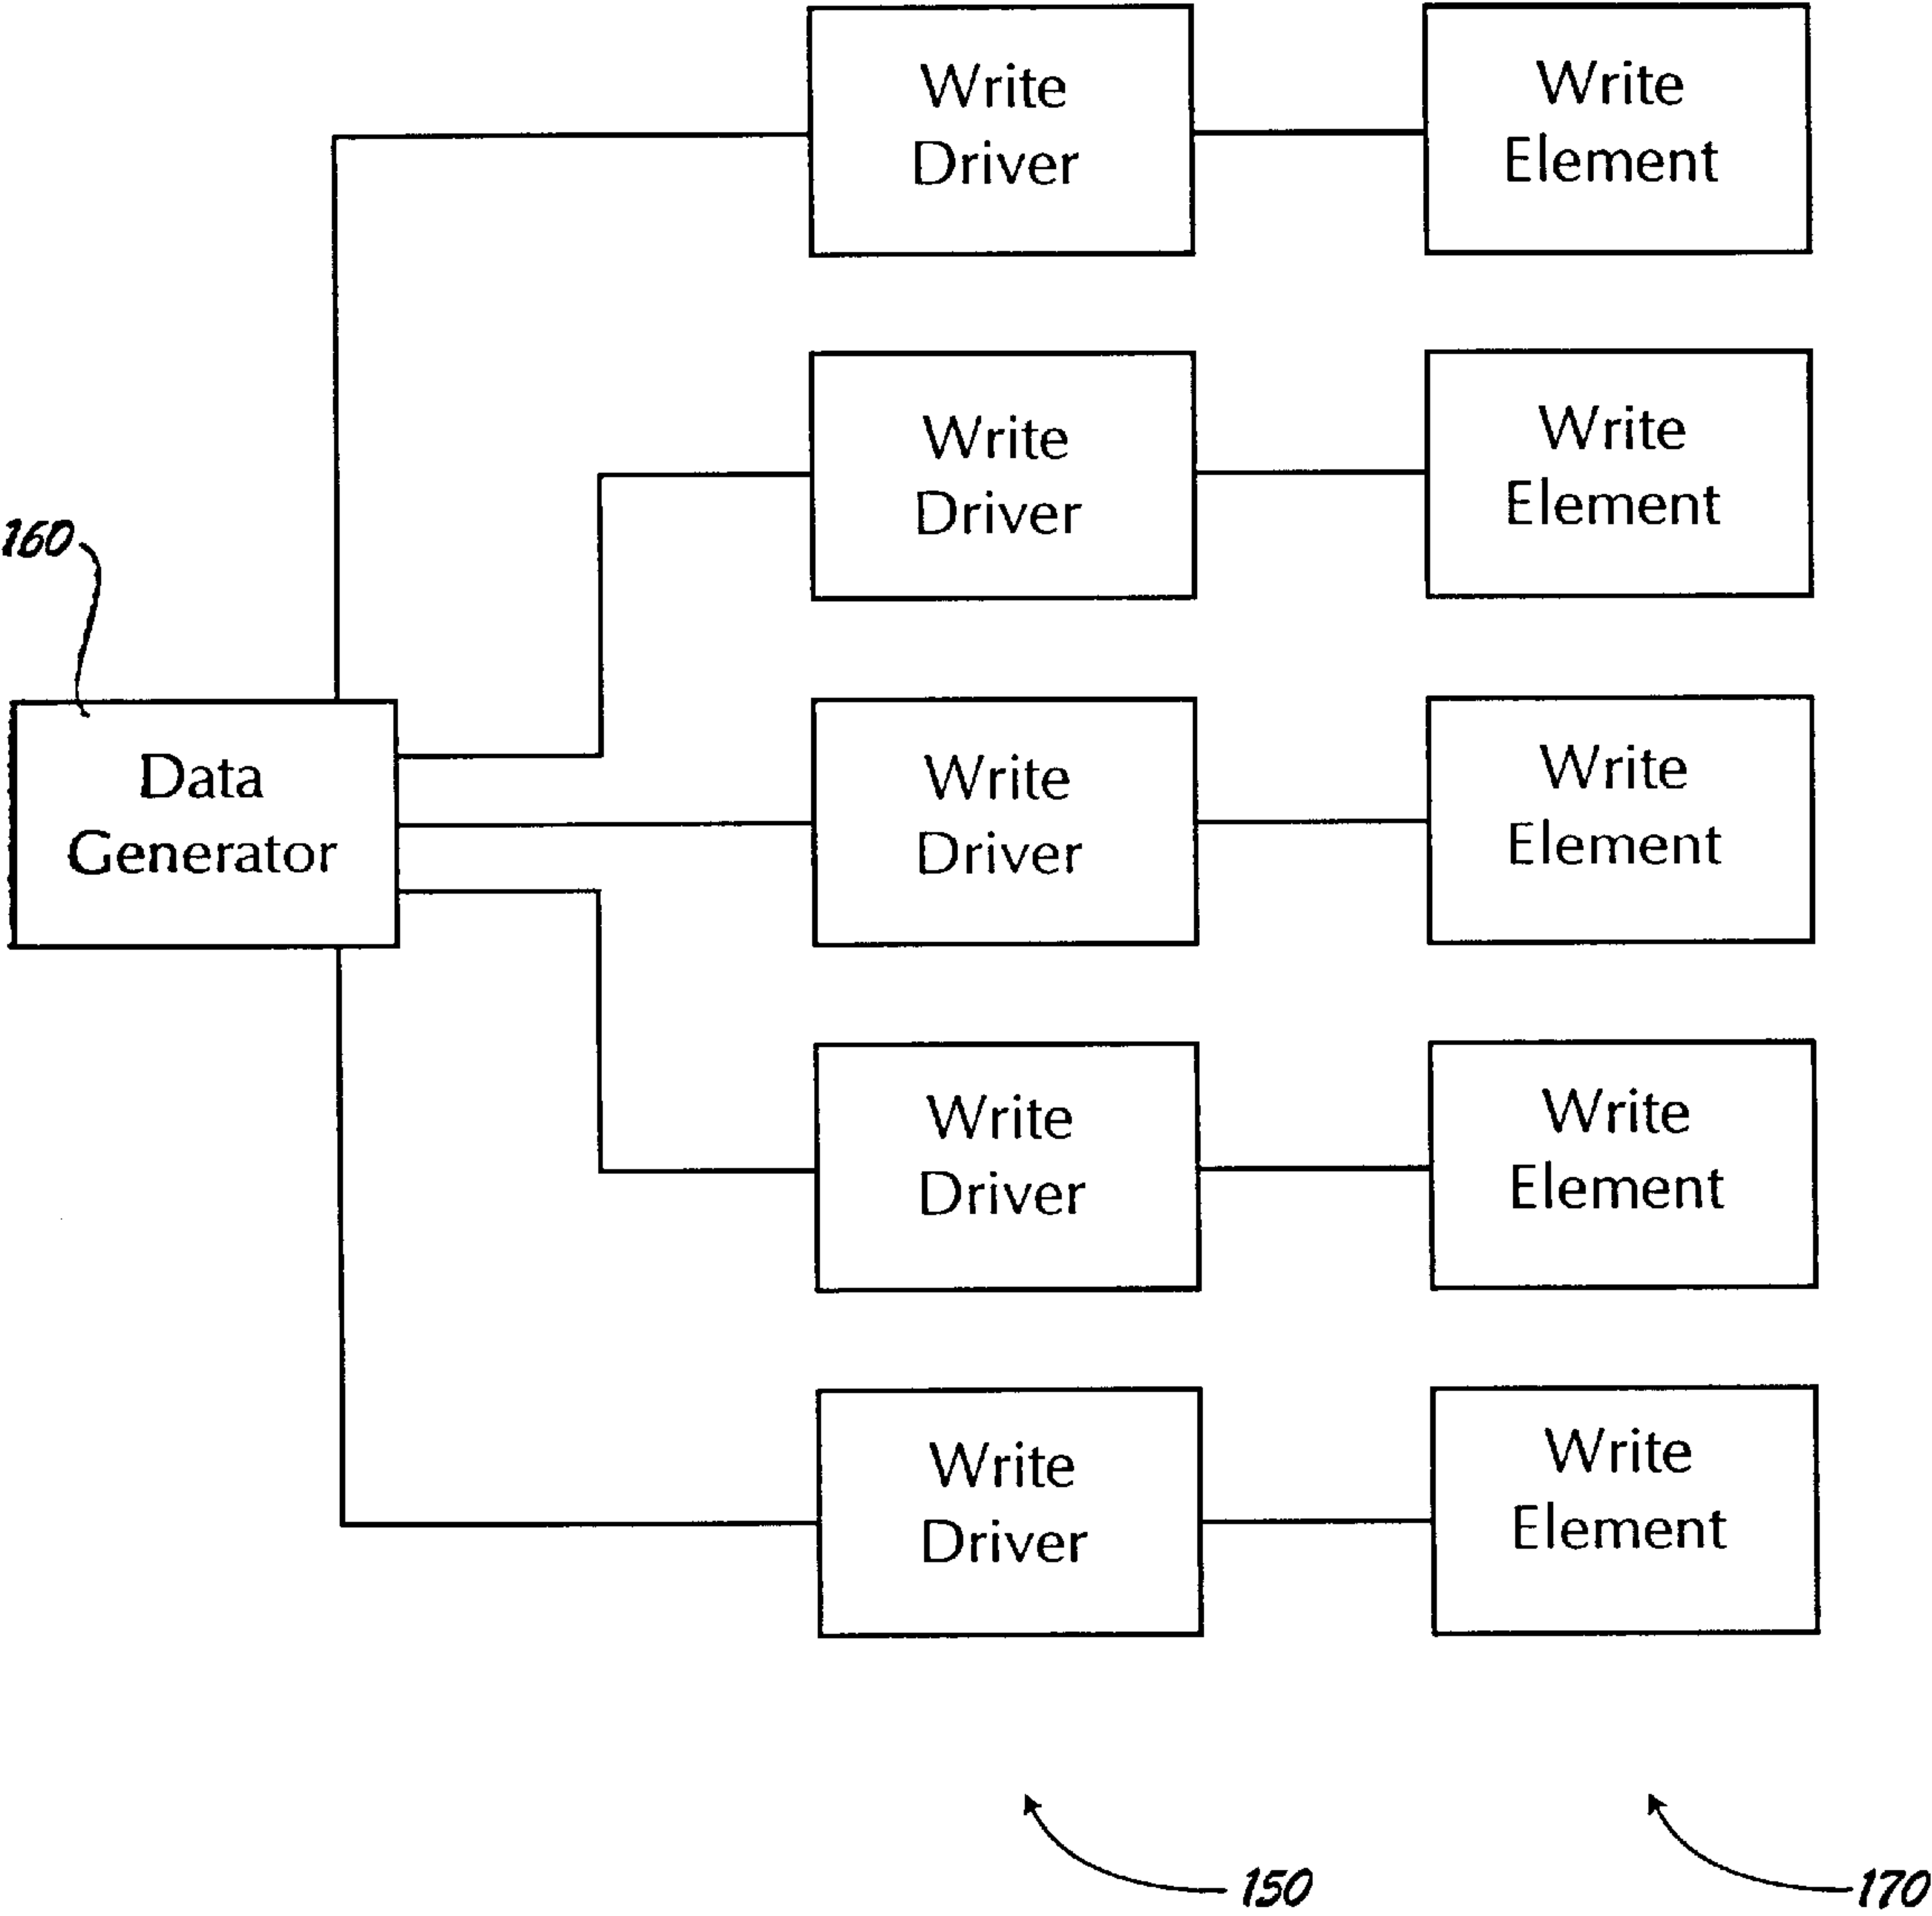 Write
Driver
Write
Element
Write
Driver
Write
Element
160
Data
Generator
Write
Driver
Write
Element
Write
Driver
Write
Element
Write
Driver
Write
Element
150
170